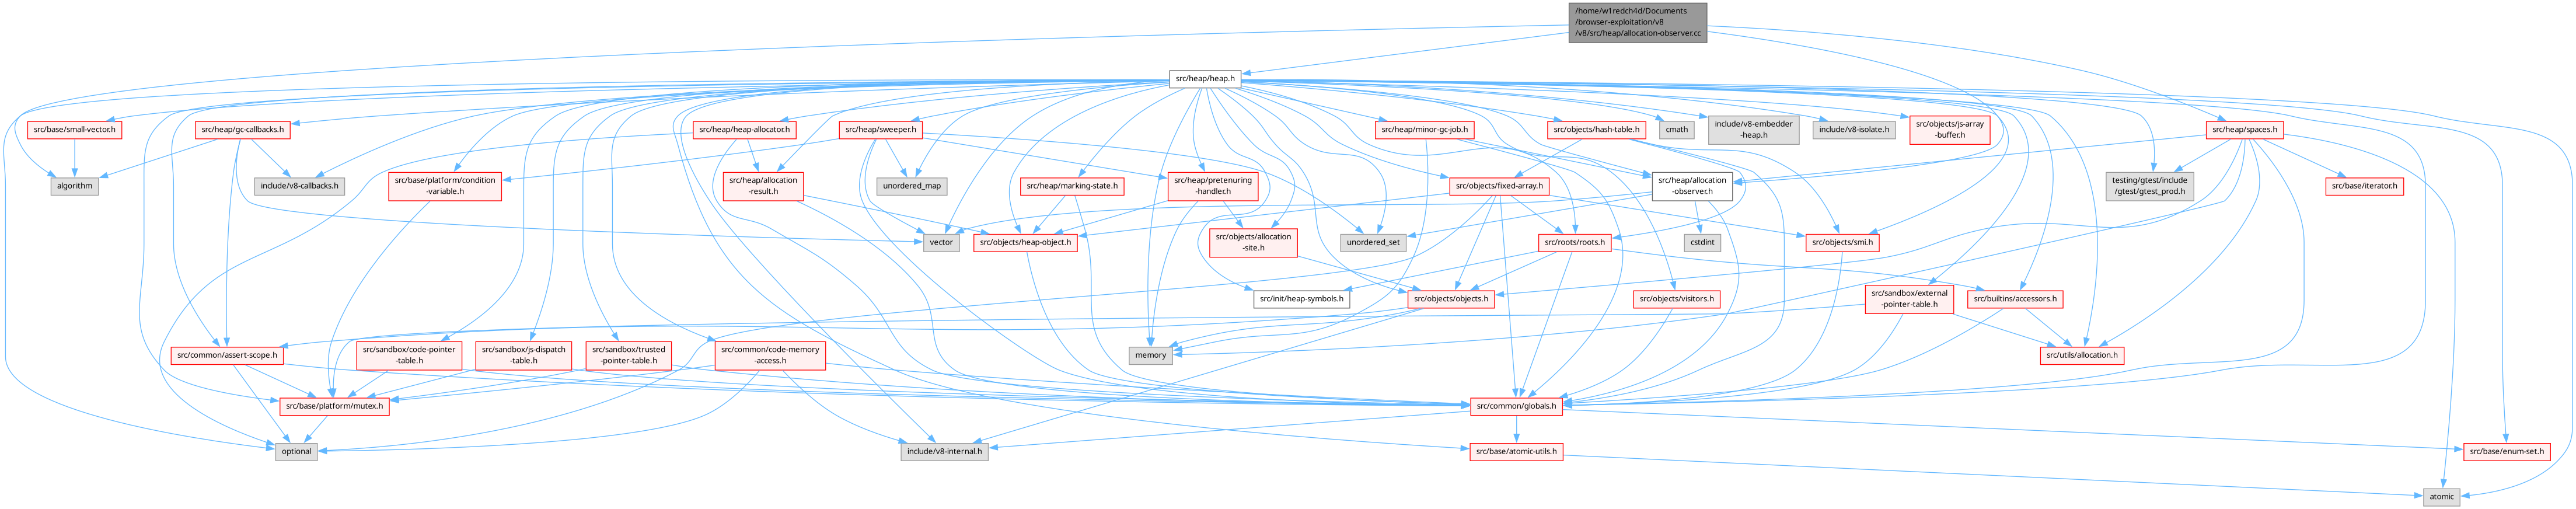 /home/w1redch4d/Documents
/browser-exploitation/v8
/v8/src/heap/allocation-observer.cc
src/heap/heap.h
src/base/small-vector.h
src/heap/gc-callbacks.h
src/heap/heap-allocator.h
src/heap/sweeper.h
src/heap/minor-gc-job.h
src/objects/hash-table.h
cmath
include/v8-embedder
-heap.h
include/v8-isolate.h
src/objects/js-array
-buffer.h
src/heap/spaces.h
algorithm
include/v8-callbacks.h
src/base/platform/condition
-variable.h
src/heap/allocation
-result.h
unordered_map
src/heap/marking-state.h
src/heap/pretenuring
-handler.h
src/objects/fixed-array.h
src/heap/allocation
-observer.h
testing/gtest/include
/gtest/gtest_prod.h
src/base/iterator.h
vector
src/objects/heap-object.h
src/objects/allocation
-site.h
unordered_set
src/roots/roots.h
cstdint
src/objects/smi.h
src/init/heap-symbols.h
src/objects/objects.h
src/objects/visitors.h
src/sandbox/external
-pointer-table.h
src/builtins/accessors.h
src/common/assert-scope.h
src/sandbox/code-pointer
-table.h
src/sandbox/js-dispatch
-table.h
src/sandbox/trusted
-pointer-table.h
src/common/code-memory
-access.h
memory
src/utils/allocation.h
src/base/platform/mutex.h
src/common/globals.h
optional
include/v8-internal.h
src/base/atomic-utils.h
src/base/enum-set.h
atomic